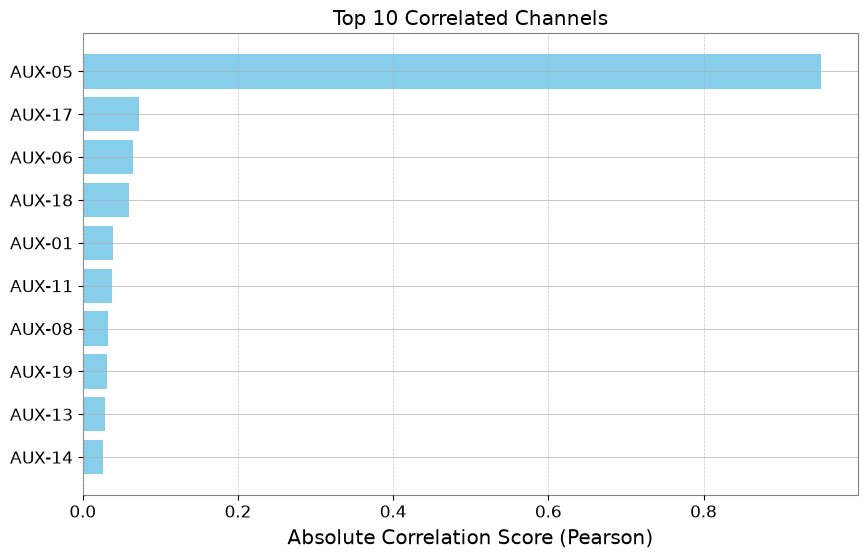 Top 10 Correlated Channels
AUX-05
AUX-17
AUX-06
AUX-18
AUX-01
AUX-11
AUX-08
AUX-19
AUX-13
AUX-14
0.0 0.2 0.4 0.6 0.8
Absolute Correlation Score (Pearson)